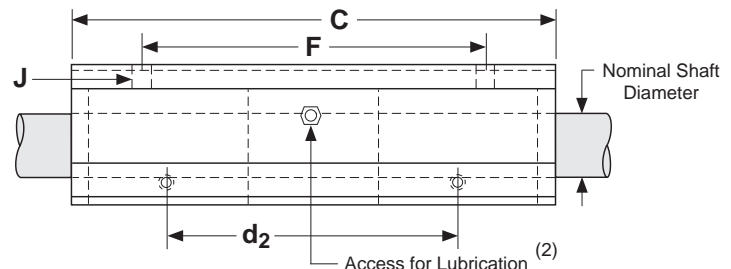 C
F
J
Nominal Shaft
Diameter
d2
Access for Lubrication (2)